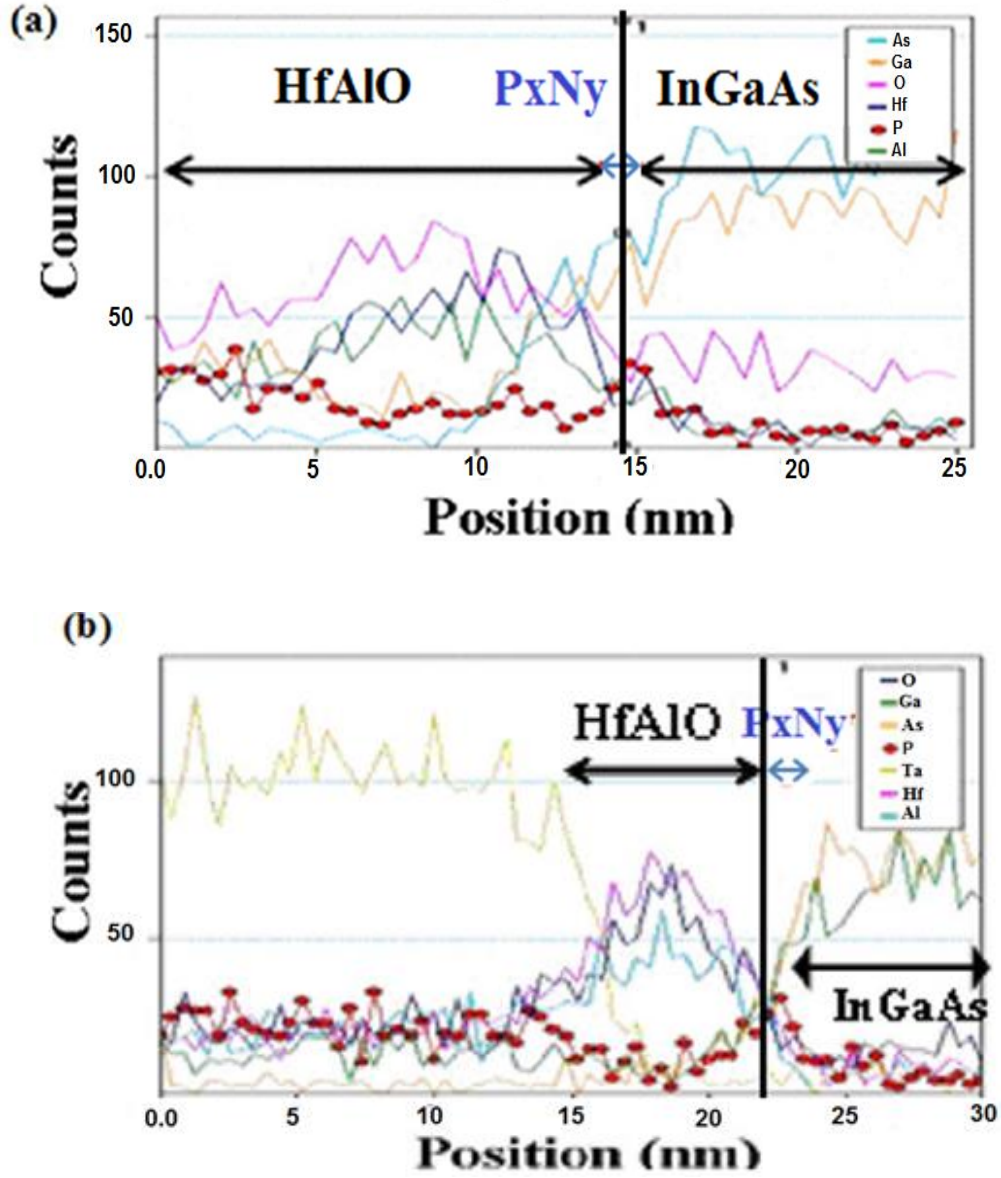 (a)
150
HfAlO PxNy InGaAs
As
Ga
O
Hf
P
Al
100
50
Counts
0.0 5 10 15 20 25
Position (nm)
(b)
HfAlO PxNy
O
Ga
As
P
Ta
Hf
Al
100
50
Counts
InGaAs
0.0 5 10 15 20 25 30
Position (nm)